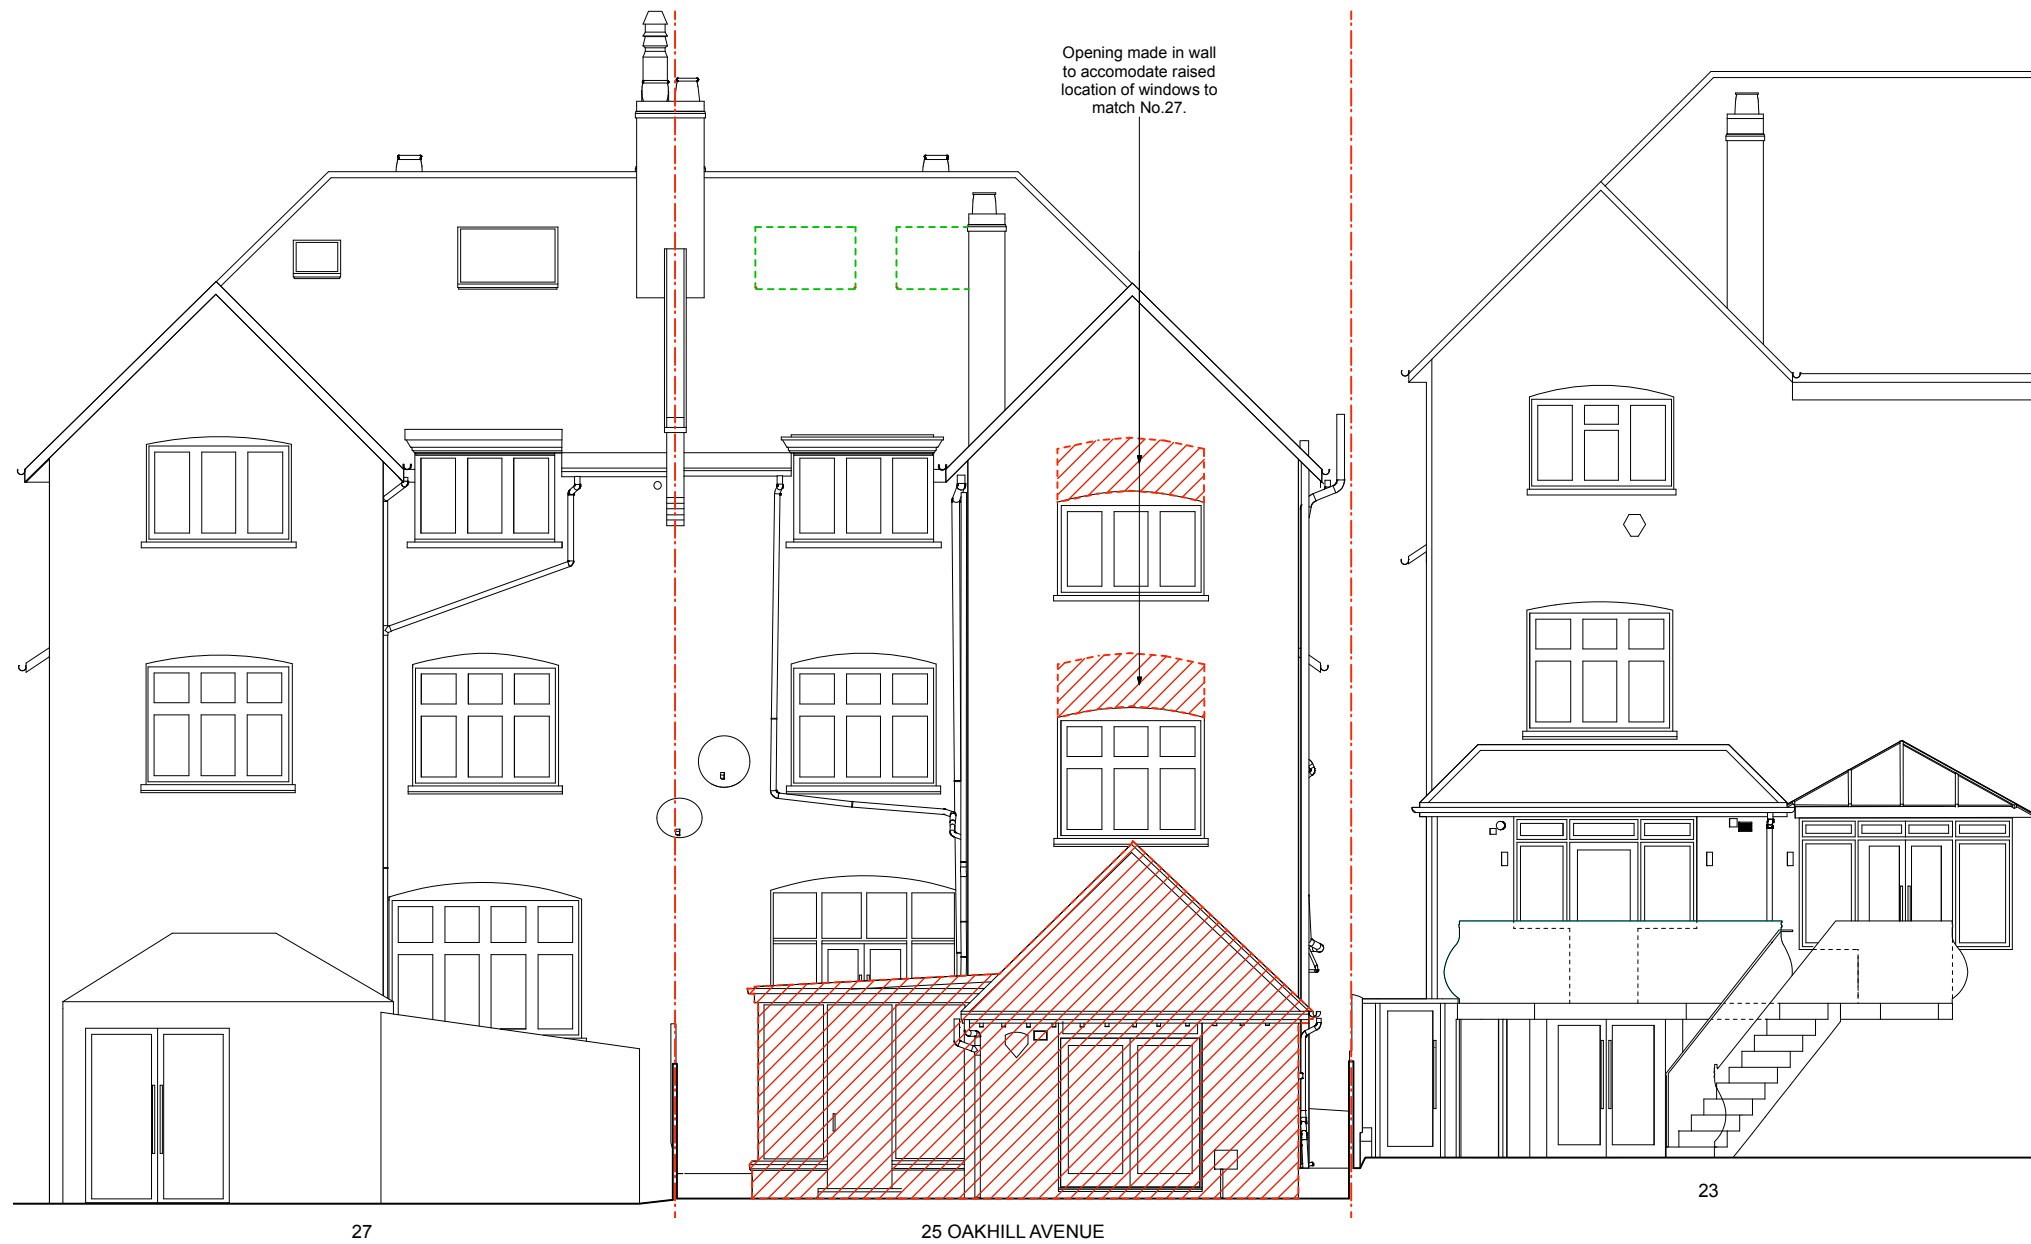 Opening made in wall
to accomodate raised
location of windows to
match No.27.
27
25 OAKHILL AVENUE
23